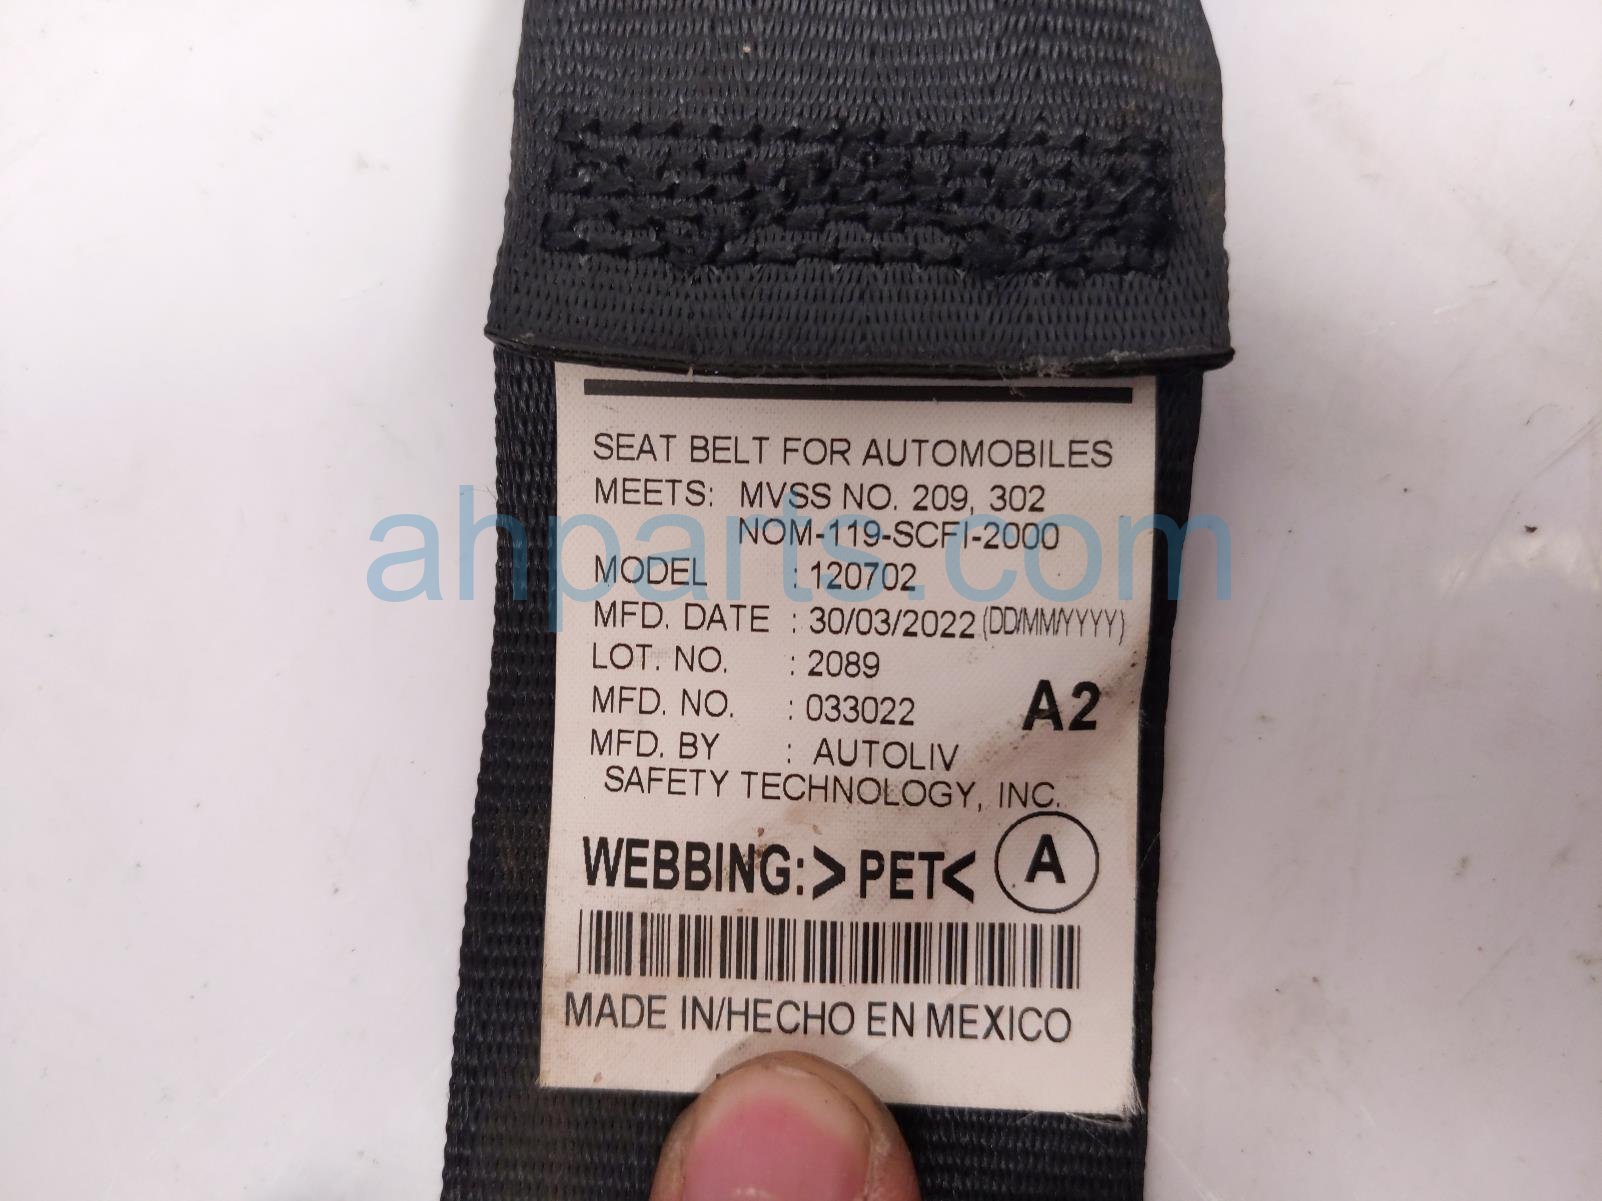 SEAT BELT FOR AUTOMOBILES
MEETS: MVSS NO. 209, 302
NOM-119-SCFI-2000
MODEL : 120702
MFD. DATE : 30/03/2022 (DD/MM/YYYY)
LOT. NO. : 2089
MFD. NO. : 033022
A2
MFD. BY : AUTOLIV
SAFETY TECHNOLOGY, INC.
WEBBING:>PET< A
MADE IN/HECHO EN MEXICO
ahparts.com